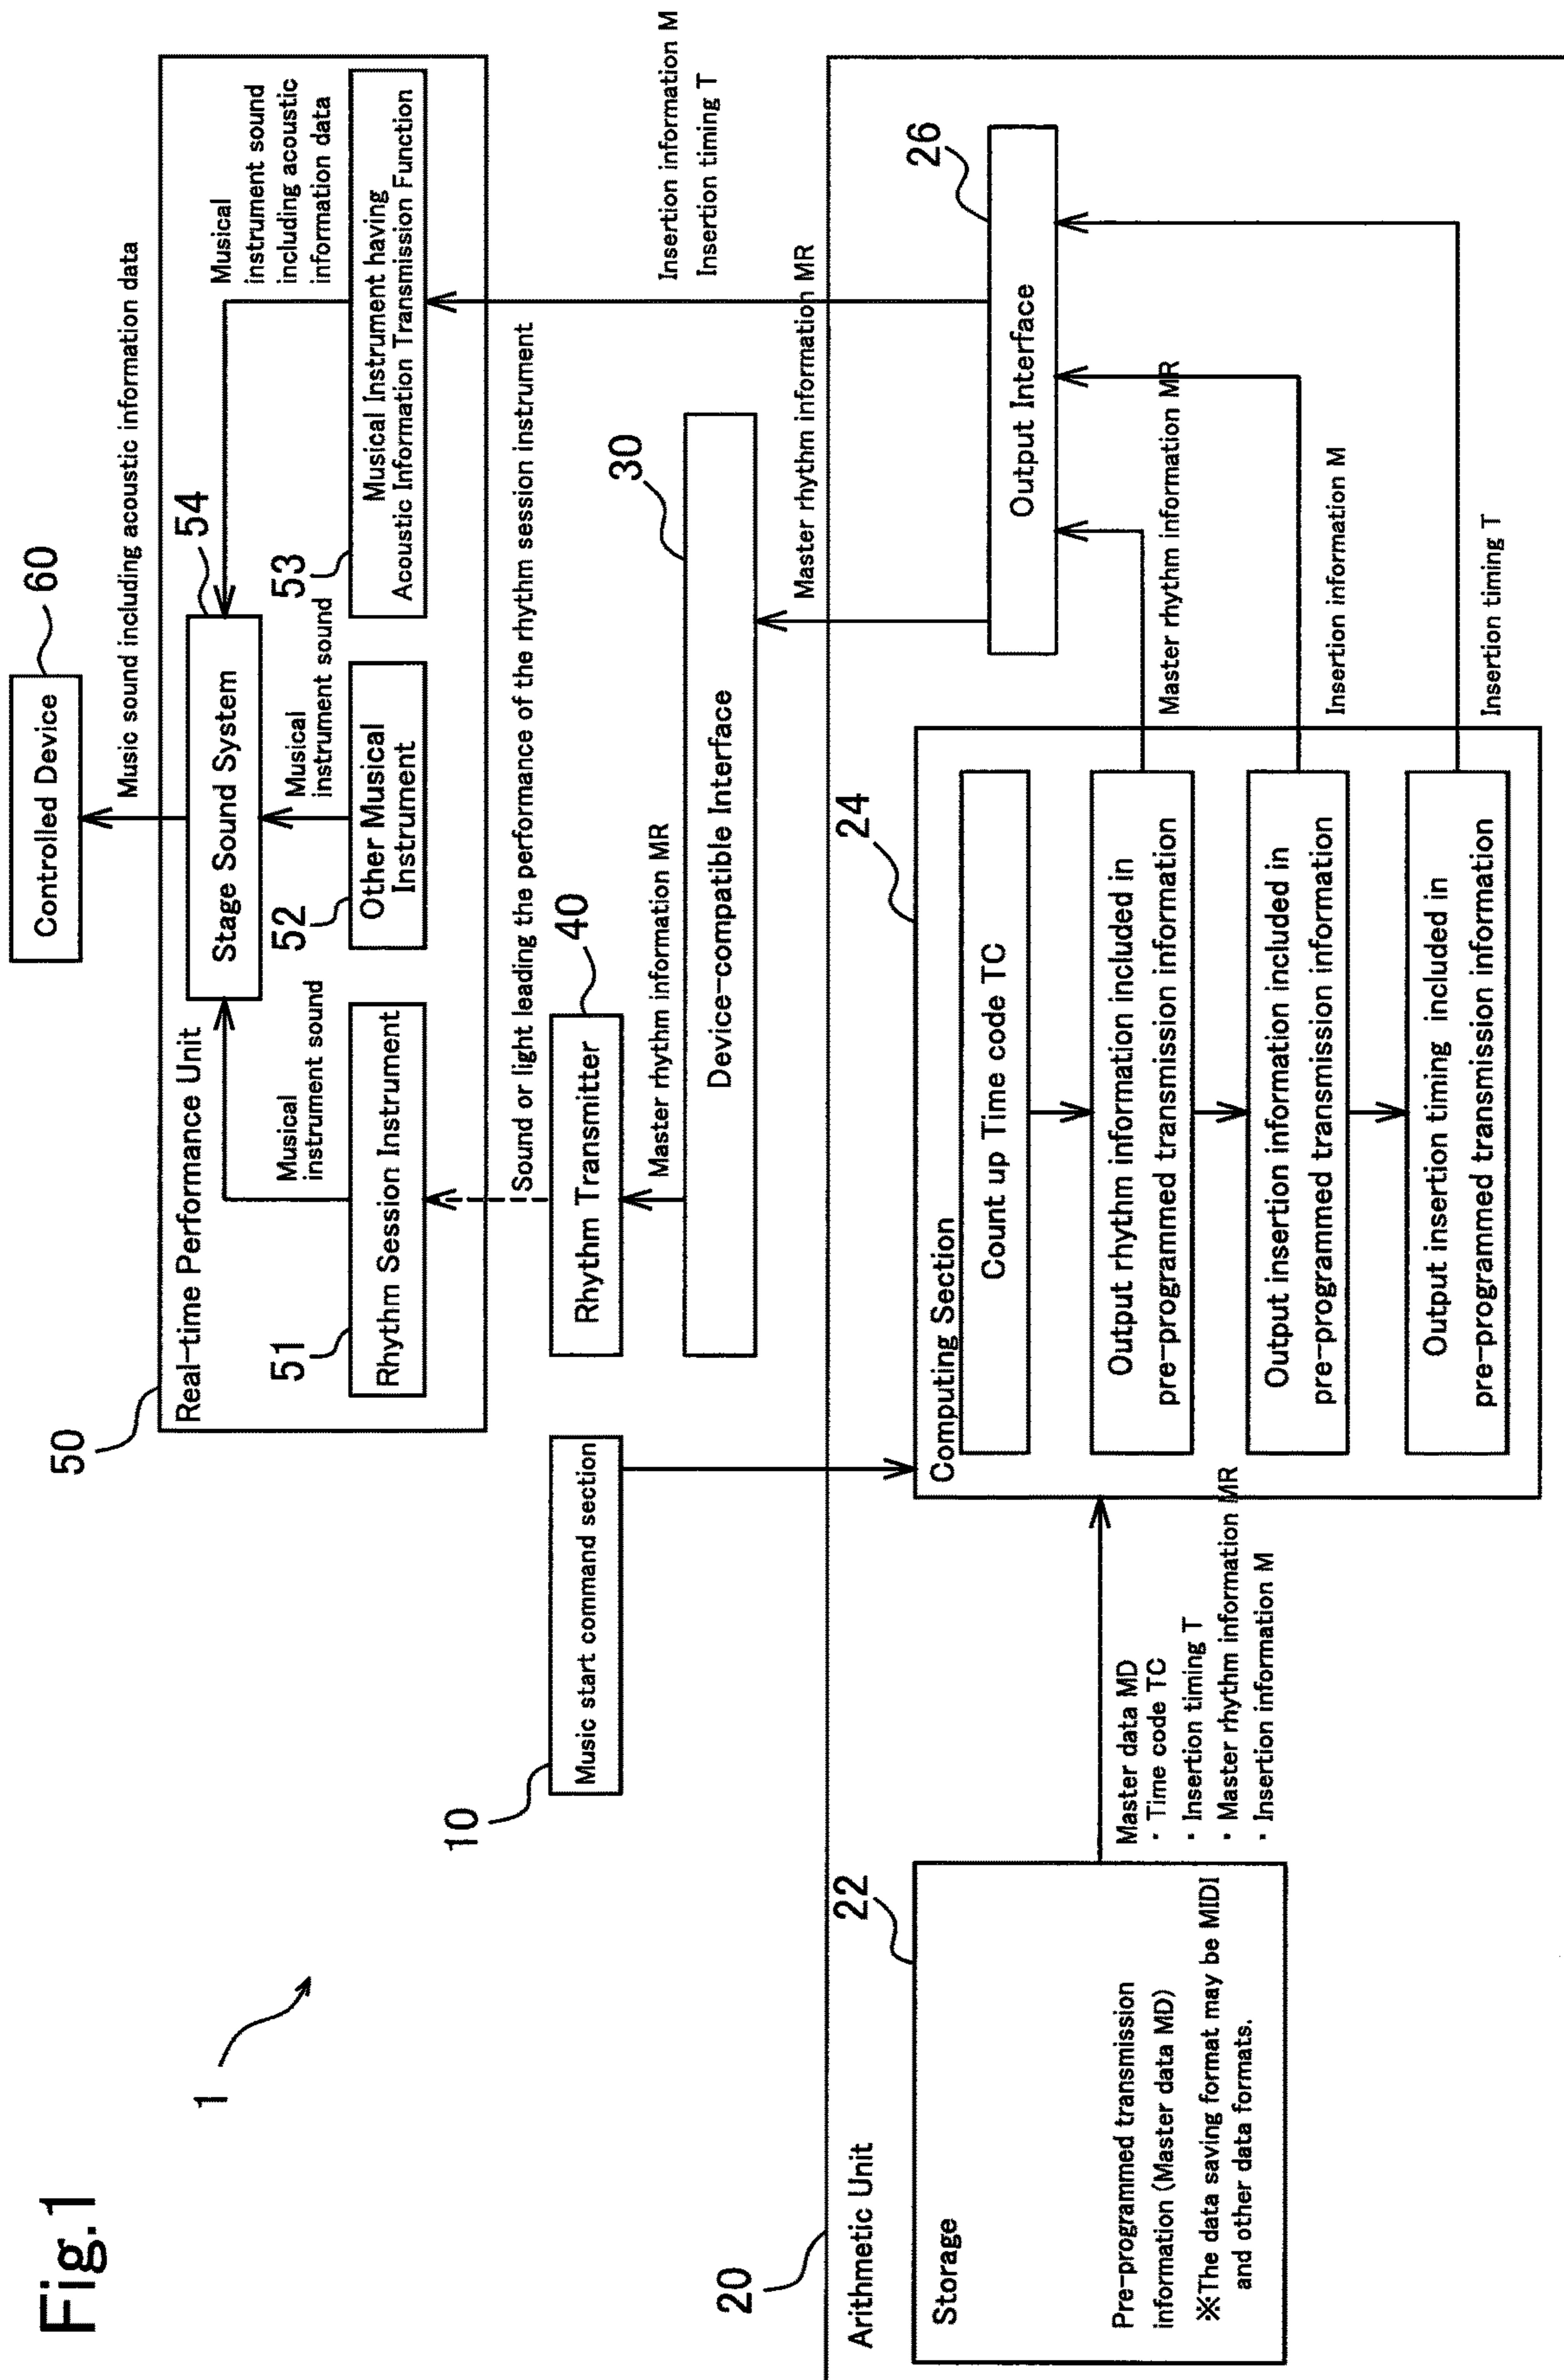 Fig.1
1
60
Controlled Device
Music sound including acoustic information data
50
Real-time Performance Unit
54
Stage Sound System
Musical
instrument sound
Musical
instrument sound
Musical
instrument sound
including acoustic
information data
51
Rhythm Session Instrument
52
Other Musical
Instrument
53
Musical Instrument having
Acoustic Information Transmission Function
Sound or light leading the performance of the rhythm session instrument
10
Music start command section
40
Rhythm Transmitter
Master rhythm information MR
30
Device-compatible Interface
Master rhythm information MR
Insertion information M
Insertion timing T
20
Arithmetic Unit
22
Storage
Pre-programmed transmission
information (Master data MD)
※The data saving format may be MIDI
and other data formats.
Master data MD
・Time code TC
・Insertion timing T
・Master rhythm information MR
・Insertion information M
24
Computing Section
Count up Time code TC
Output rhythm information included in
pre-programmed transmission information
Output insertion information included in
pre-programmed transmission information
Output insertion timing included in
pre-programmed transmission information
26
Output Interface
Master rhythm information MR
Insertion information M
Insertion timing T